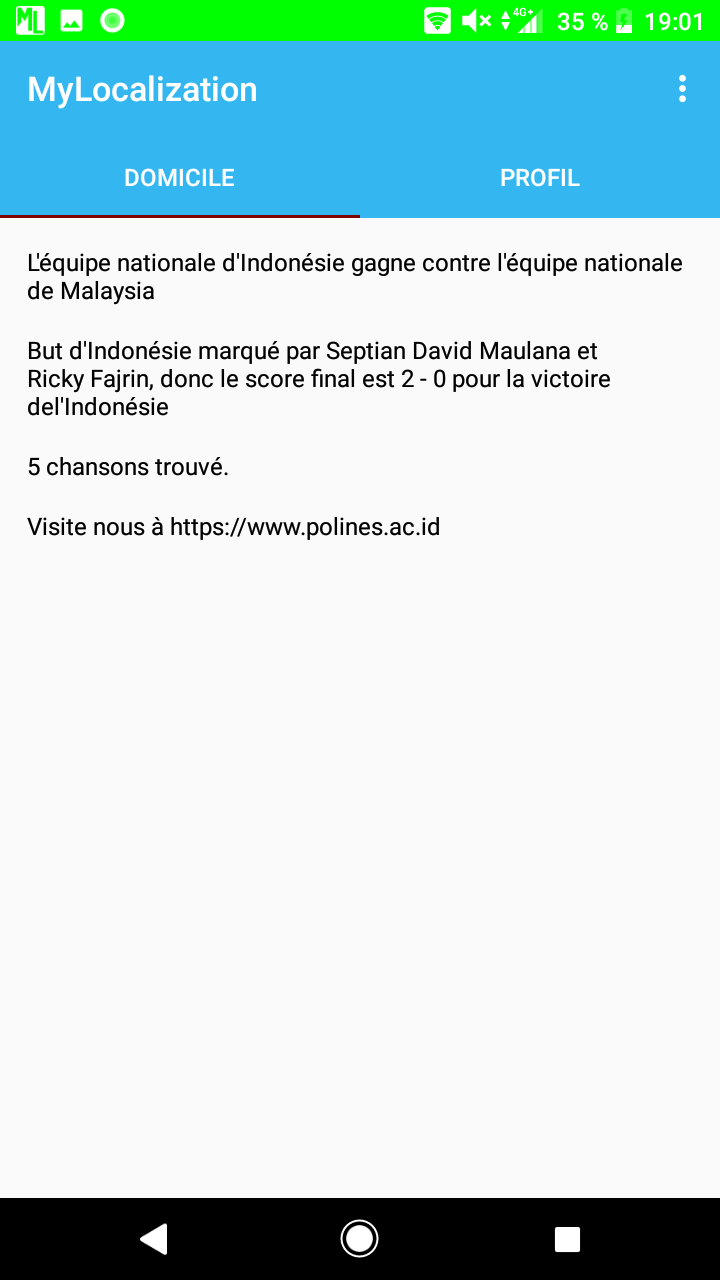 ML 4G+ 35 % 19:01
MyLocalization
DOMICILE PROFIL
L'équipe nationale d'Indonésie gagne contre l'équipe nationale
de Malaysia
But d'Indonésie marqué par Septian David Maulana et
Ricky Fajrin, donc le score final est 2 - 0 pour la victoire
del'Indonésie
5 chansons trouvé.
Visite nous à https://www.polines.ac.id